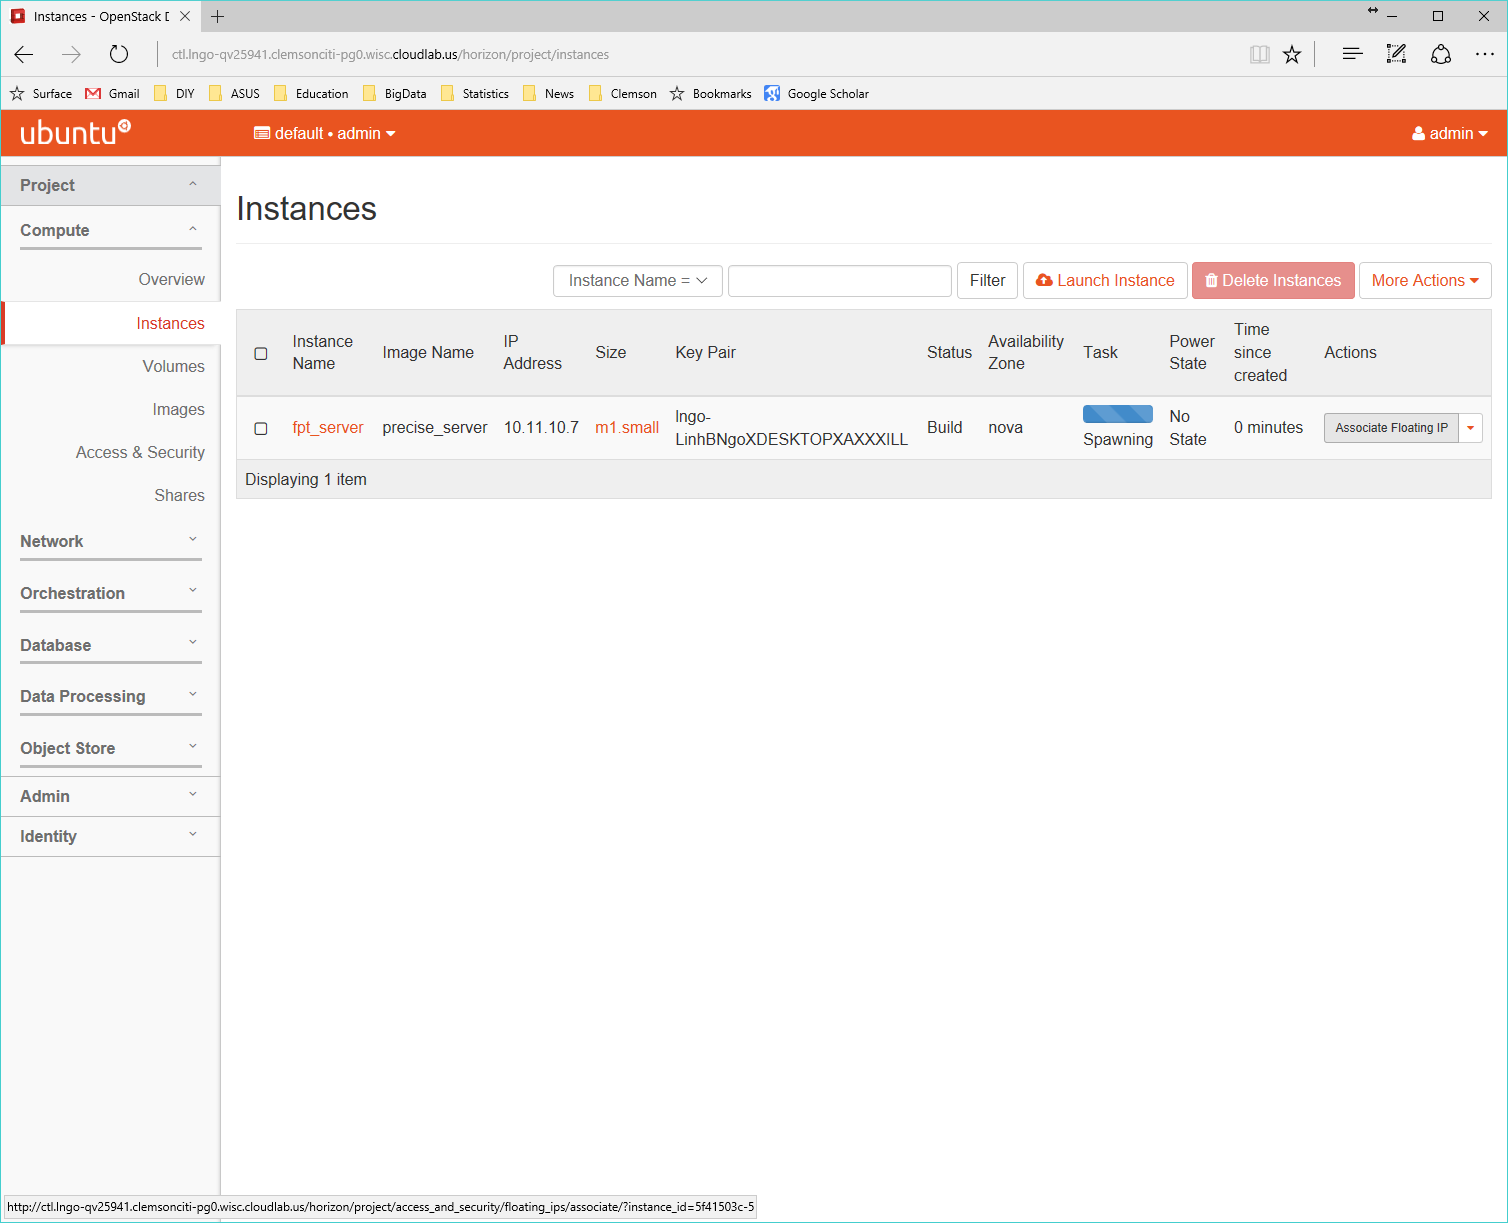 Instances - OpenStack D
ctl.lngo-qv25941.clemsonciti-pg0.wisc.cloudlab.us/horizon/project/instances
Surface Gmail DIY ASUS Education BigData Statistics News Clemson Bookmarks Google Scholar
ubuntu default • admin admin
Project
Compute
Overview
Instances
Volumes
Images
Access & Security
Shares
Network
Orchestration
Database
Data Processing
Object Store
Admin
Identity
Instances
Instance Name = Filter Launch Instance Delete Instances More Actions
Instance Name Image Name IP Address Size Key Pair Status Availability Zone Task Power State Time since created Actions
fpt_server precise_server 10.11.10.7 m1.small lngo-LinhBNgoXDESKTOPXAXXXILL Build nova Spawning No State 0 minutes Associate Floating IP
Displaying 1 item
http://ctl.lngo-qv25941.clemsonciti-pg0.wisc.cloudlab.us/horizon/project/access_and_security/floating_ips/associate/?instance_id=5f41503c-5